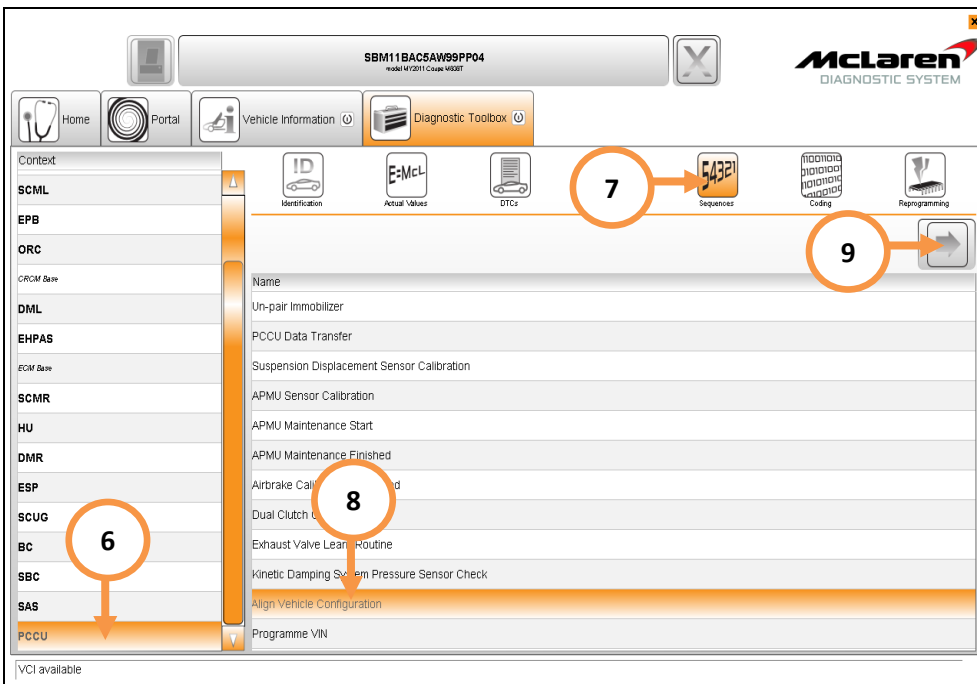 x
SBM11BAC5AW99PP04
model MY2011 Coupe M838T
X
McLaren
DIAGNOSTIC SYSTEM
Home
Portal
Vehicle Information
Diagnostic Toolbox
Context
SCML
EPB
ORC
CRCM Base
DML
EHPAS
ECM Base
SCMR
HU
DMR
ESP
SCUG
BC
SBC
SAS
PCCU
6
ID
Identification
E=McL
Actual Values
DTCs
7
54321
Sequences
Coding
Reprogramming
9
Name
Un-pair Immobilizer
PCCU Data Transfer
Suspension Displacement Sensor Calibration
APMU Sensor Calibration
APMU Maintenance Start
APMU Maintenance Finished
Airbrake
Dual Clutch
8
Exhaust Valve Learn Routine
Kinetic Damping System Pressure Sensor Check
Align Vehicle Configuration
Programme VIN
VCI available